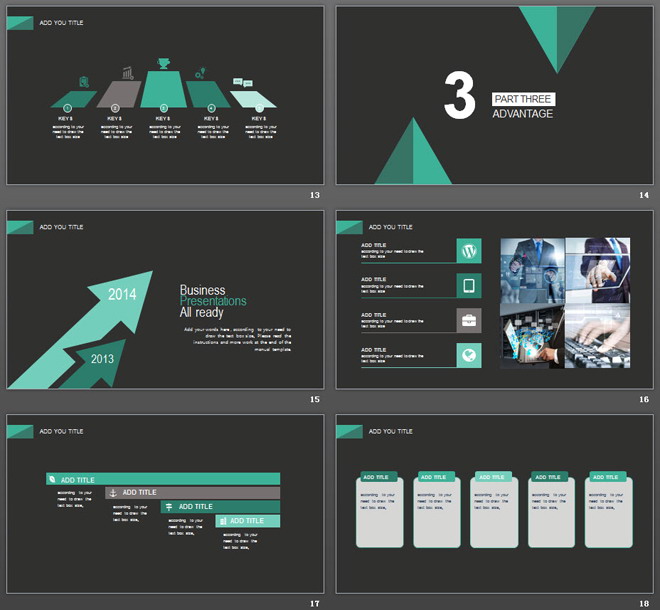 ADD YOU TITLE
1
2
3
4
5
KEY $
according to your
need to draw the
text box size
KEY $
according to your
need to draw the
text box size
KEY $
according to your
need to draw the
text box size
KEY $
according to your
need to draw the
text box size
KEY $
according to your
need to draw the
text box size
13
3
PART THREE
ADVANTAGE
14
ADD YOU TITLE
2014
2013
Business
Presentations
All ready
Add your words here, according to your need to
draw the text box size, Please read the
instructions and more work at the end of the
manual template.
15
ADD YOU TITLE
ADD TITLE
according to your need to draw the
text box size
ADD TITLE
according to your need to draw the
text box size
ADD TITLE
according to your need to draw the
text box size
ADD TITLE
according to your need to draw the
text box size
16
ADD YOU TITLE
ADD TITLE
according to your
need to draw the
text box size,
ADD TITLE
according to your
need to draw the
text box size,
ADD TITLE
according to your
need to draw the
text box size,
ADD TITLE
according to your
need to draw the
text box size,
17
ADD YOU TITLE
ADD TITLE
according to your
need to draw the
text box size,
ADD TITLE
according to your
need to draw the
text box size,
ADD TITLE
according to your
need to draw the
text box size,
ADD TITLE
according to your
need to draw the
text box size,
ADD TITLE
according to your
need to draw the
text box size,
18